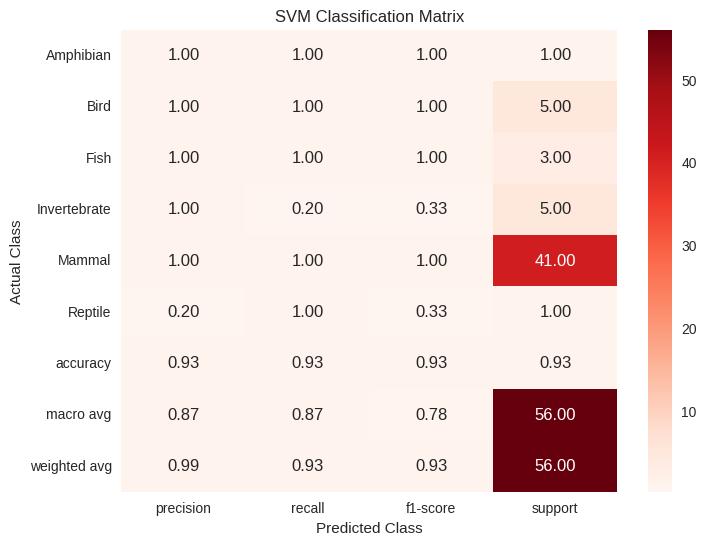 SVM Classification Matrix
Actual Class
Amphibian 1.00 1.00 1.00 1.00
Bird 1.00 1.00 1.00 5.00
Fish 1.00 1.00 1.00 3.00
Invertebrate 1.00 0.20 0.33 5.00
Mammal 1.00 1.00 1.00 41.00
Reptile 0.20 1.00 0.33 1.00
accuracy 0.93 0.93 0.93 0.93
macro avg 0.87 0.87 0.78 56.00
weighted avg 0.99 0.93 0.93 56.00
precision recall f1-score support
Predicted Class
50
40
30
20
10